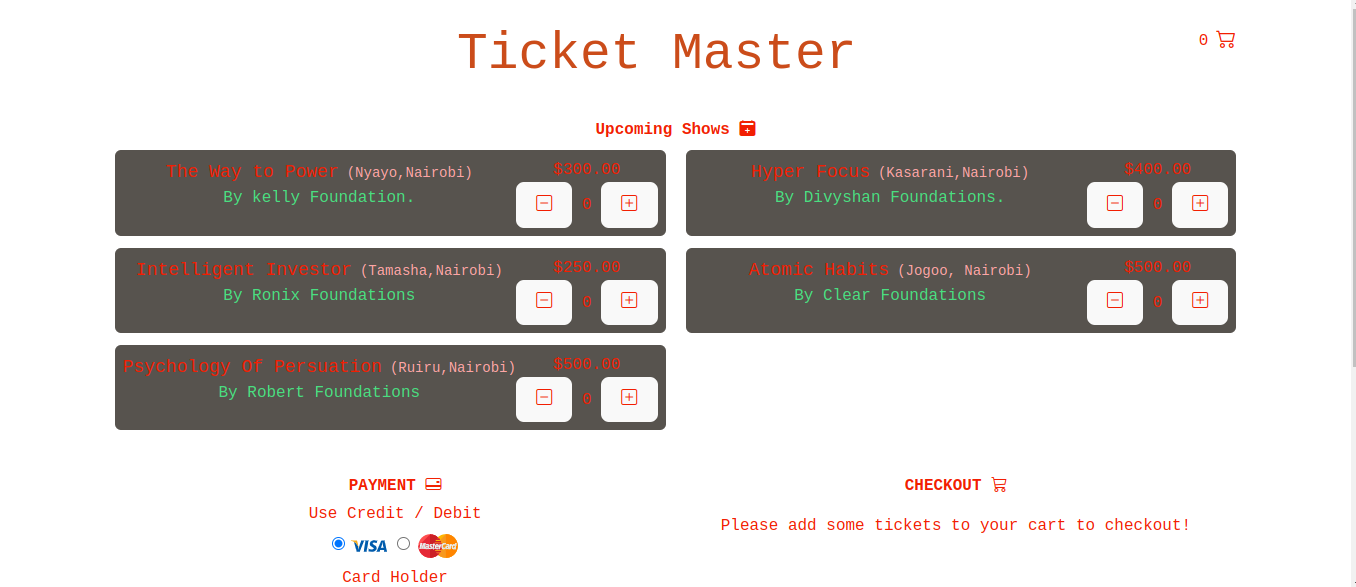 Ticket Master
0
Upcoming Shows
The Way to Power (Nyayo,Nairobi)
$300.00
By kelly Foundation.
0
Hyper Focus (Kasarani,Nairobi)
$400.00
By Divyshan Foundations.
0
Intelligent Investor (Tamasha,Nairobi)
$250.00
By Ronix Foundations
0
Atomic Habits (Jogoo, Nairobi)
$500.00
By Clear Foundations
0
Psychology Of Persuation (Ruiru,Nairobi)
$500.00
By Robert Foundations
0
PAYMENT
Use Credit / Debit
VISA MasterCard
Card Holder
CHECKOUT
Please add some tickets to your cart to checkout!